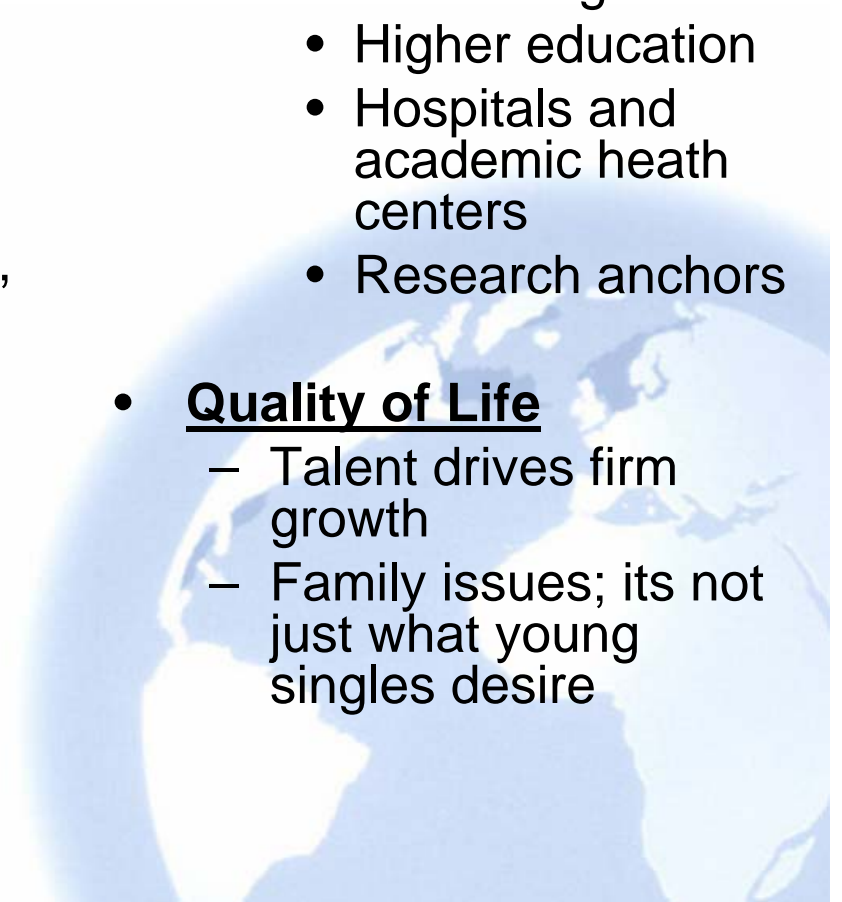 • Higher education
• Hospitals and
academic heath
centers
,
• Research anchors
• Quality of Life
– Talent drives firm
growth
– Family issues; its not
just what young
singles desire